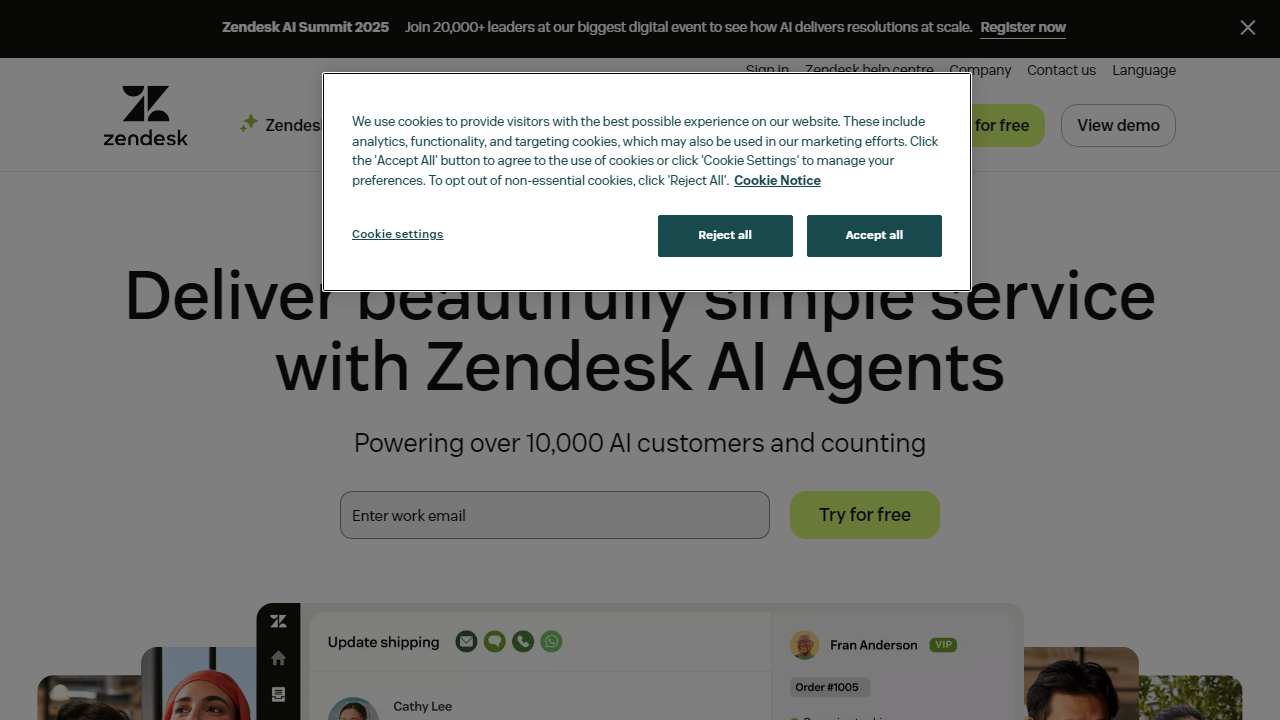 Zendesk AI Summit 2025 Join 20,000+ leaders at our biggest digital event to see how AI delivers resolutions at scale. Register now
Sign in Zendesk help centre Company Contact us Language
zendesk
for free View demo
We use cookies to provide visitors with the best possible experience on our website. These include
analytics, functionality, and targeting cookies, which may also be used in our marketing efforts. Click
the 'Accept All' button to agree to the use of cookies or click 'Cookie Settings' to manage your
preferences. To opt out of non-essential cookies, click 'Reject All'. Cookie Notice
Cookie settings Reject all Accept all
Deliver beautifully simple service
with Zendesk AI Agents
Powering over 10,000 AI customers and counting
Enter work email Try for free
Update shipping
Fran Anderson VIP
Order #1005
Cathy Lee